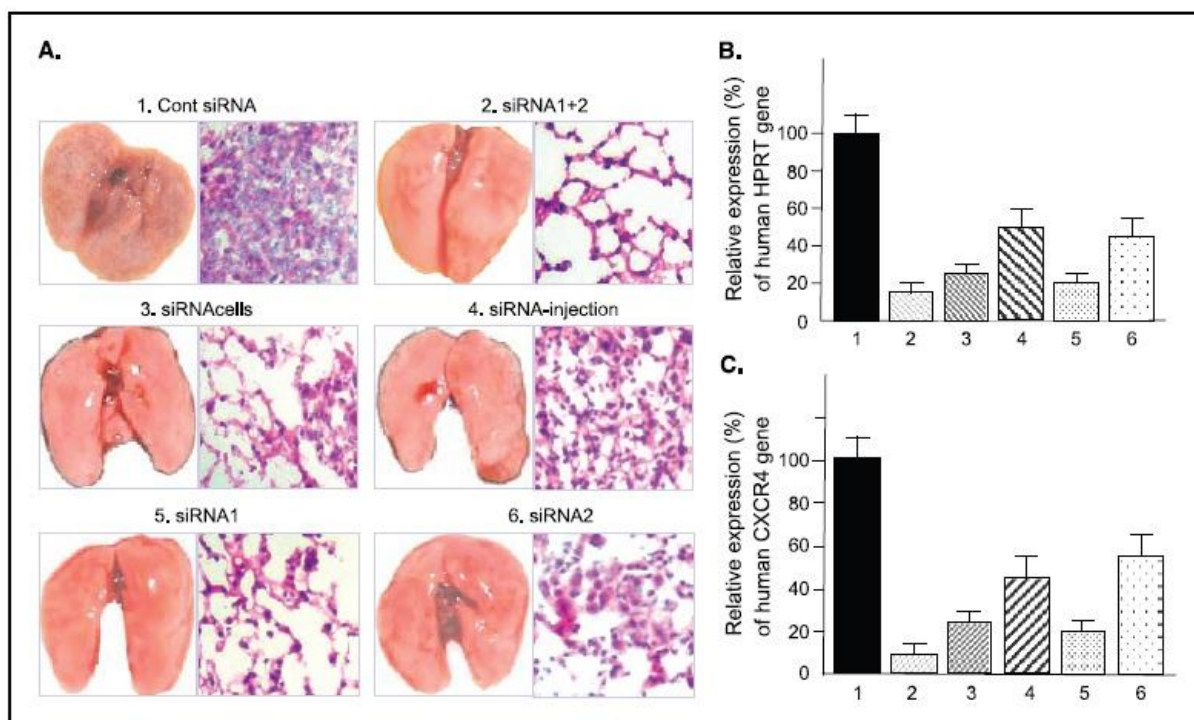 A.
1. Cont siRNA
2. siRNA1+2
3. siRNAcells
4. siRNA-injection
5. siRNA1
6. siRNA2
B.
Relative expression (%)
of human HPRT gene
100
80
60
40
20
0
1 2 3 4 5 6
C.
Relative expression (%)
of human CXCR4 gene
100
80
60
40
20
0
1 2 3 4 5 6